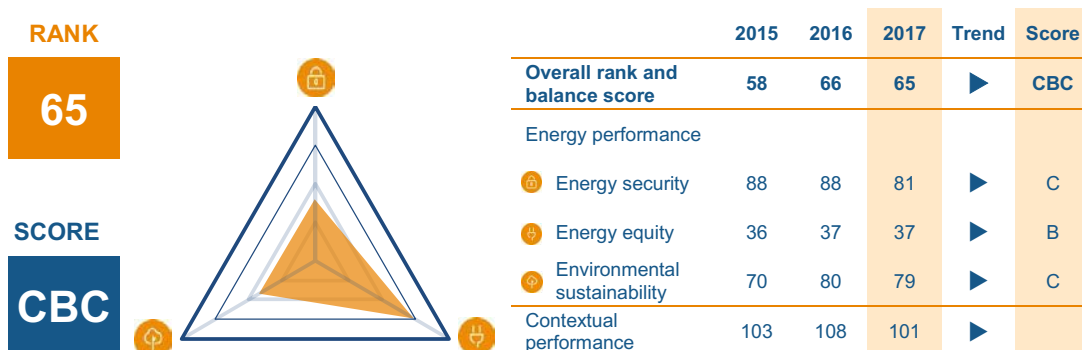 RANK
65
SCORE
CBC
2015 2016 2017 Trend Score
Overall rank and
balance score 58 66 65 CBC
Energy performance
Energy security 88 88 81 C
Energy equity 36 37 37 B
Environmental
sustainability 70 80 79 C
Contextual
performance 103 108 101